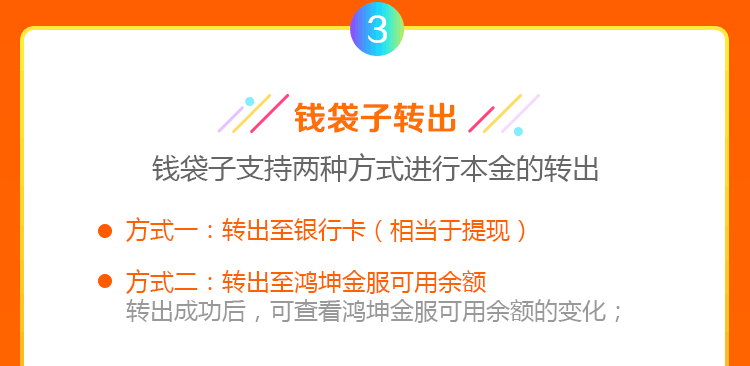 3
钱袋子转出
钱袋子支持两种方式进行本金的转出
方式一：转出至银行卡（相当于提现）
方式二：转出至鸿坤金服可用余额
转出成功后，可查看鸿坤金服可用余额的变化；